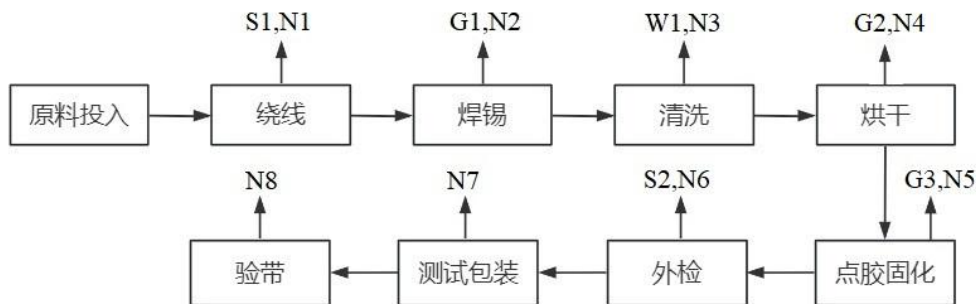 S1,N1
G1,N2
W1,N3
G2,N4
原料投入
绕线
焊锡
清洗
烘干
N8
N7
S2,N6
G3,N5
验带
测试包装
外检
点胶固化